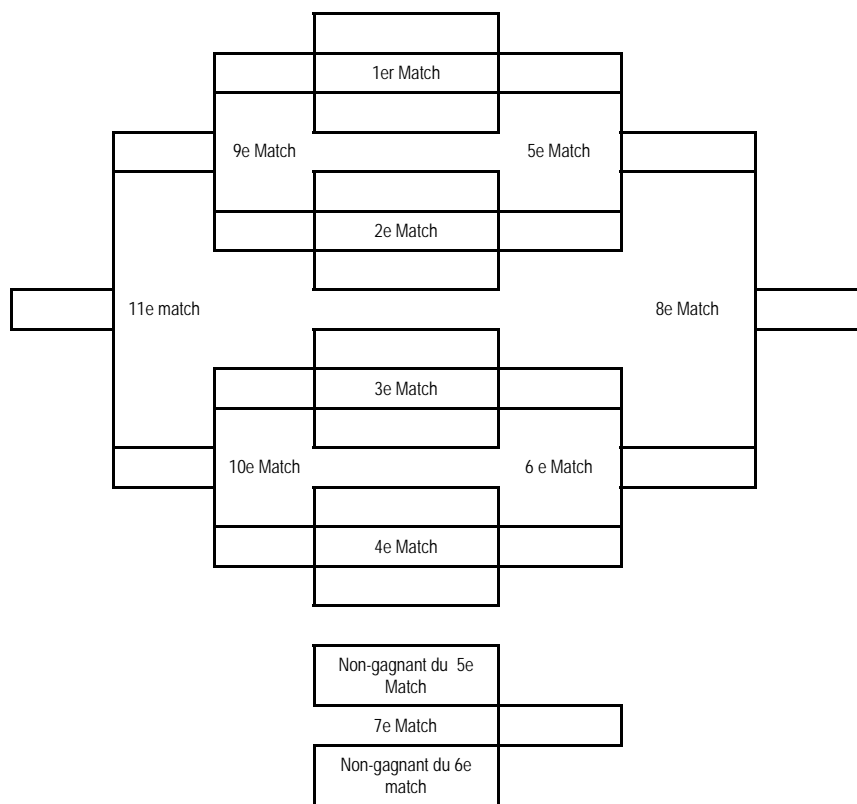 1er Match
9e Match
5e Match
2e Match
11e match
8e Match
3e Match
10e Match
6 e Match
4e Match
Non-gagnant du 5e
Match
7e Match
Non-gagnant du 6e
match